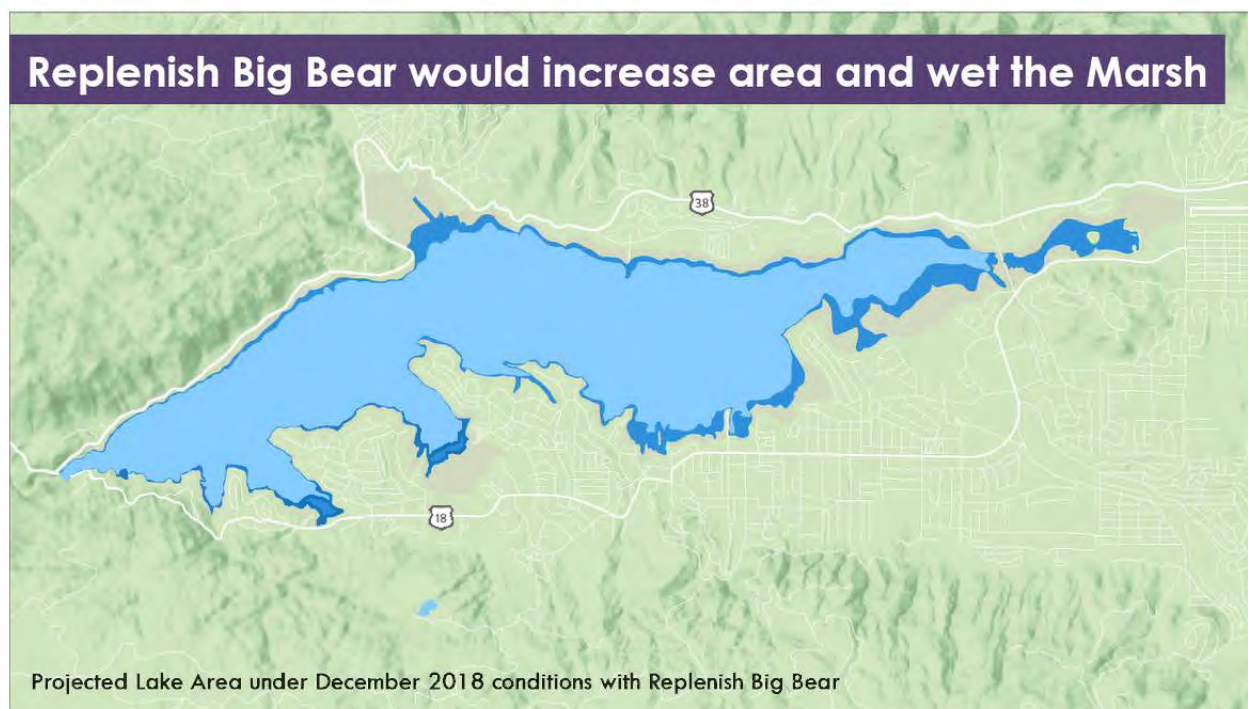 Replenish Big Bear would increase area and wet the Marsh
38
18
Projected Lake Area under December 2018 conditions with Replenish Big Bear